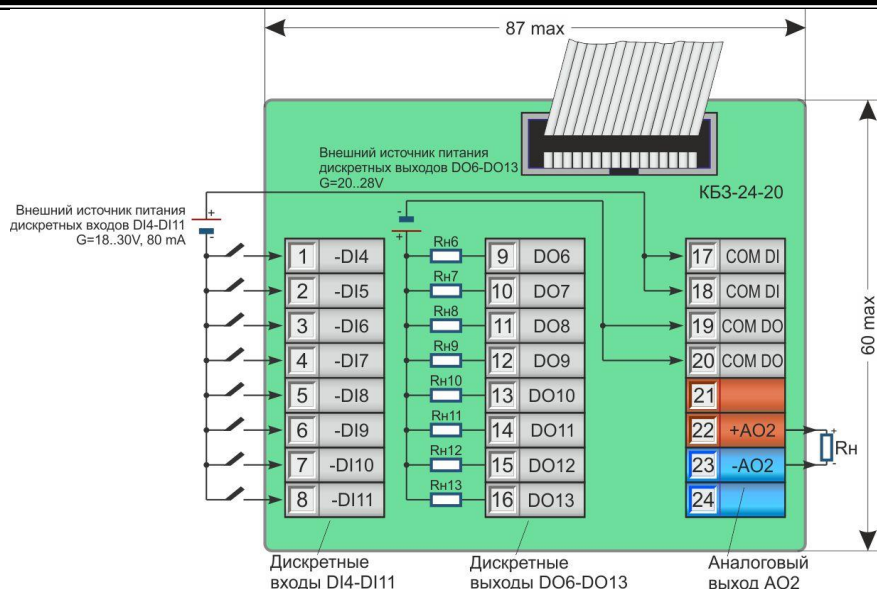 87 max
Внешний источник питания
дискретных выходов DO6-DO13
G=20..28V
КБЗ-24-20
Внешний источник питания
дискретных входов DI4-DI11
G=18..30V, 80 mA
+
-
-
+
1 -DI4
2 -DI5
3 -DI6
4 -DI7
5 -DI8
6 -DI9
7 -DI10
8 -DI11
Rн6
Rн7
Rн8
Rн9
Rн10
Rн11
Rн12
Rн13
9 DO6
10 DO7
11 DO8
12 DO9
13 DO10
14 DO11
15 DO12
16 DO13
17 COM DI
18 COM DI
19 COM DO
20 COM DO
21
22 +AO2
23 -AO2
24
+
Rн
-
60 max
Дискретные
входы DI4-DI11
Дискретные
выходы DO6-DO13
Аналоговый
выход AO2